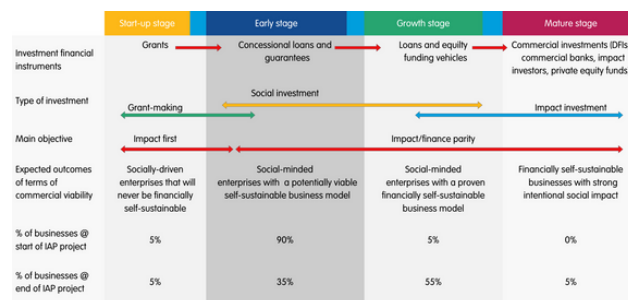 Start-up stage Early stage Growth stage Mature stage
Investment financial instruments
Grants
Concessional loans and guarantees
Loans and equity funding vehicles
Commercial investments (DFIs commercial banks, impact investors, private equity funds
Type of investment
Social investment
Grant-making
Impact investment
Main objective
Impact first
Impact/finance parity
Expected outcomes of terms of commercial viability
Socially-driven enterprises that will never be financially self-sustainable
Social-minded enterprises with a potentially viable self-sustainable business model
Social-minded enterprises with a proven financially self-sustainable business model
Financially self-sustainable businesses with strong intentional social impact
% of businesses @ start of IAP project
5% 90% 5% 0%
% of businesses @ end of IAP project
5% 35% 55% 5%